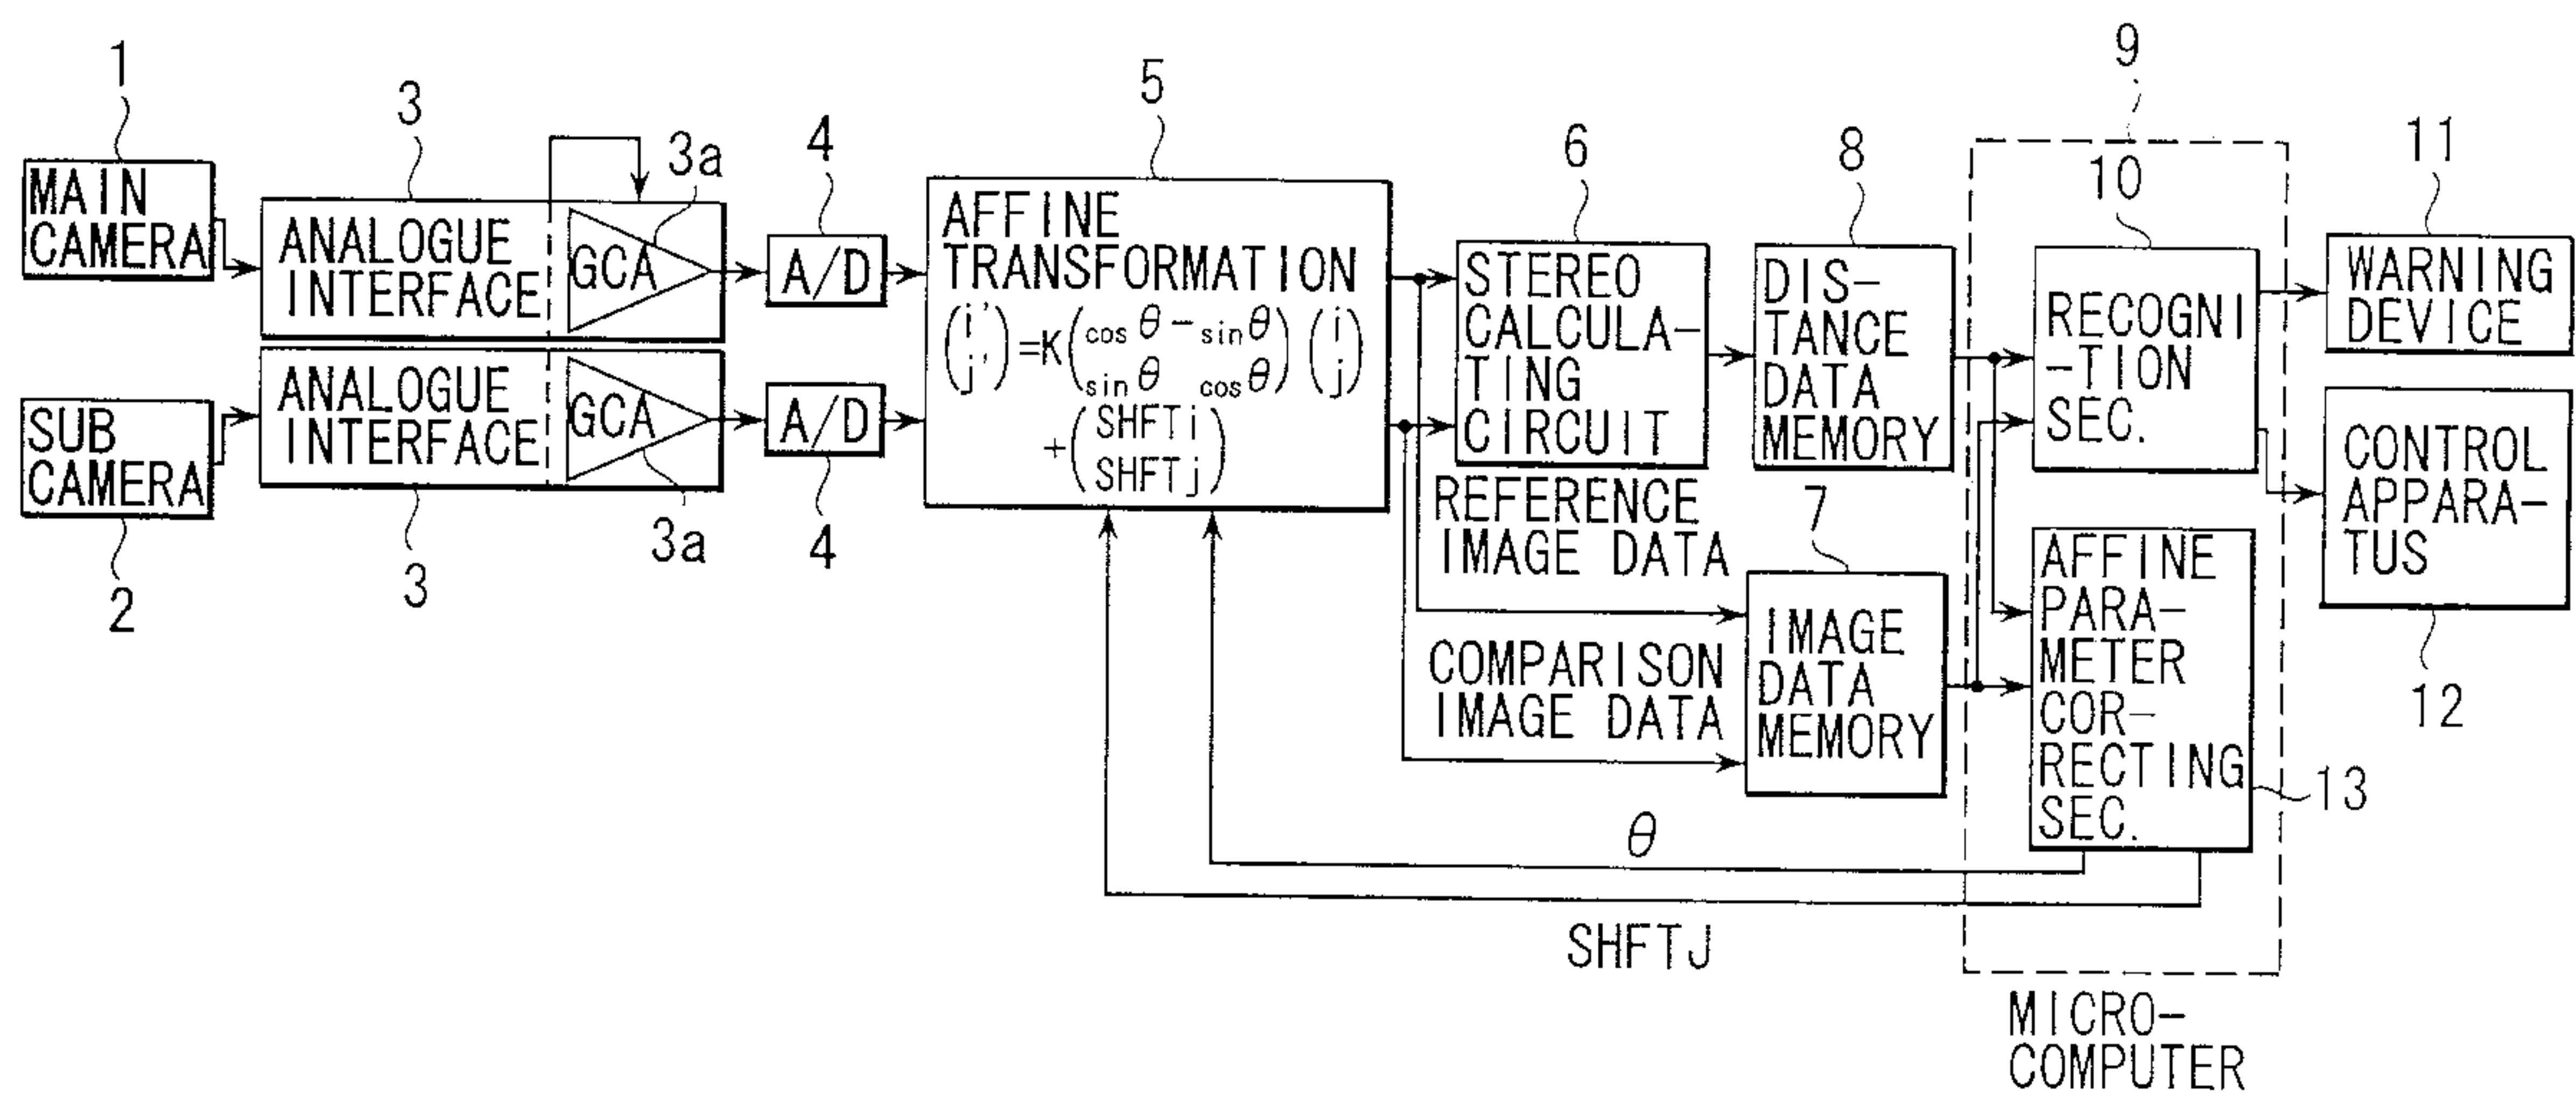 1
MAIN
CAMERA
2
SUB
CAMERA
3
ANALOGUE
INTERFACE
3a
GCA
ANALOGUE
INTERFACE
3
GCA
3a
4
A/D
A/D
4
5
AFFINE
TRANSFORMATION
(i' j')=K(cos θ -sin θ sin θ cos θ)(i j)
+(SHFTi SHFTj)
6
STEREO
CALCULA-
TING
CIRCUIT
REFERENCE
IMAGE DATA
COMPARISON
IMAGE DATA
8
DIS-
TANCE
DATA
MEMORY
7
IMAGE
DATA
MEMORY
9
10
RECOGNI
-TION
SEC.
AFFINE
PARA-
METER
COR-
RECTING
SEC.
13
11
WARNING
DEVICE
CONTROL
APPARA-
TUS
12
θ
SHFTJ
MICRO-
COMPUTER